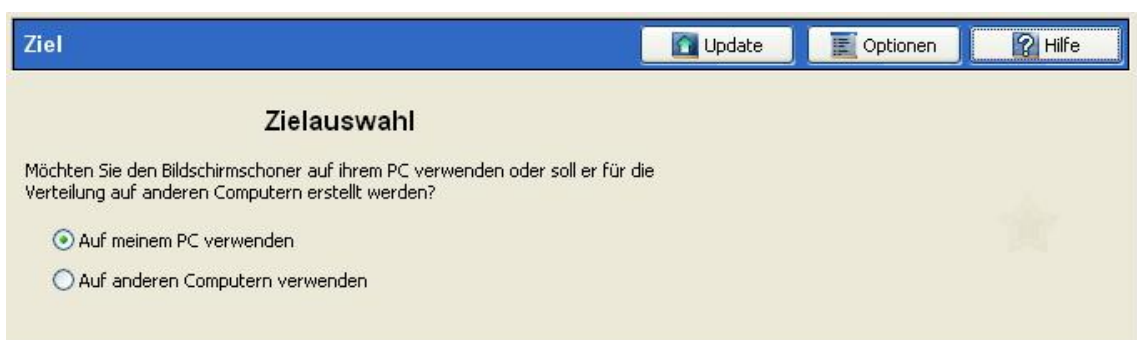 Ziel Update Optionen Hilfe
Zielauswahl
Möchten Sie den Bildschirmschoner auf ihrem PC verwenden oder soll er für die
Verteilung auf anderen Computern erstellt werden?
Auf meinem PC verwenden
Auf anderen Computern verwenden